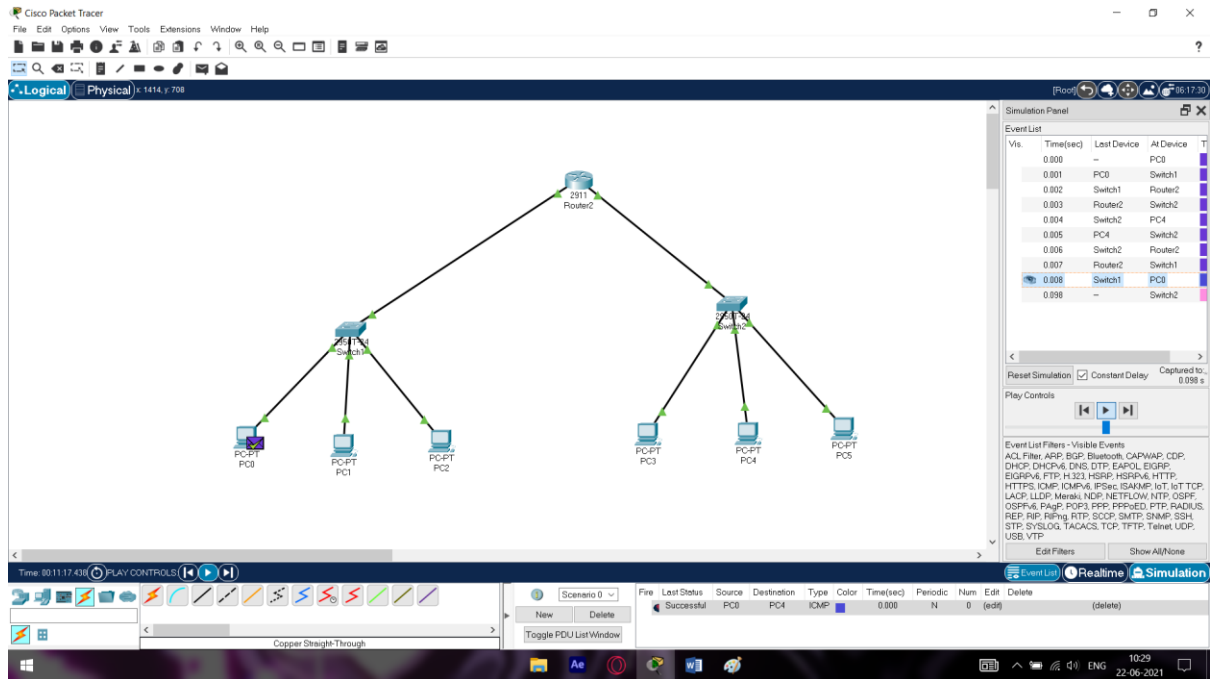 Cisco Packet Tracer
File Edit Options View Tools Extensions Window Help
?
Logical Physical x: 1414, y: 708 [Root] 06:17:30
Simulation Panel
Event List
Vis. Time(sec) Last Device At Device T
0.000 -- PC0
0.001 PC0 Switch1
0.002 Switch1 Router2
0.003 Router2 Switch2
0.004 Switch2 PC4
0.005 PC4 Switch2
0.006 Switch2 Router2
0.007 Router2 Switch1
0.008 Switch1 PC0
0.098 -- Switch2
Reset Simulation Constant Delay Captured to:
0.098 s
Play Controls
Event List Filters - Visible Events
ACL Filter, ARP, BGP, Bluetooth, CAPWAP, CDP,
DHCP, DHCPv6, DNS, DTP, EAPOL, EIGRP,
EIGRPv6, FTP, H.323, HSRP, HSRPv6, HTTP,
HTTPS, ICMP, ICMPv6, IPSec, ISAKMP, IoT, IoT TCP,
LACP, LLDP, Meraki, NDP, NETFLOW, NTP, OSPF,
OSPFv6, PAgP, POP3, PPP, PPPoED, PTP, RADIUS,
REP, RIP, RIPng, RTP, SCCP, SMTP, SNMP, SSH,
STP, SYSLOG, TACACS, TCP, TFTP, Telnet, UDP,
USB, VTP
Edit Filters Show All/None
2911
Router2
2950T-24
Switch1
2950T-24
Switch2
PC-PT
PC0
PC-PT
PC1
PC-PT
PC2
PC-PT
PC3
PC-PT
PC4
PC-PT
PC5
Time: 00:11:17.438 PLAY CONTROLS: Event List Realtime Simulation
Scenario 0
New Delete
Toggle PDU List Window
Fire Last Status Source Destination Type Color Time(sec) Periodic Num Edit Delete
Successful PC0 PC4 ICMP 0.000 N 0 (edit) (delete)
Copper Straight-Through
Ae W ENG 10:29
22-06-2021